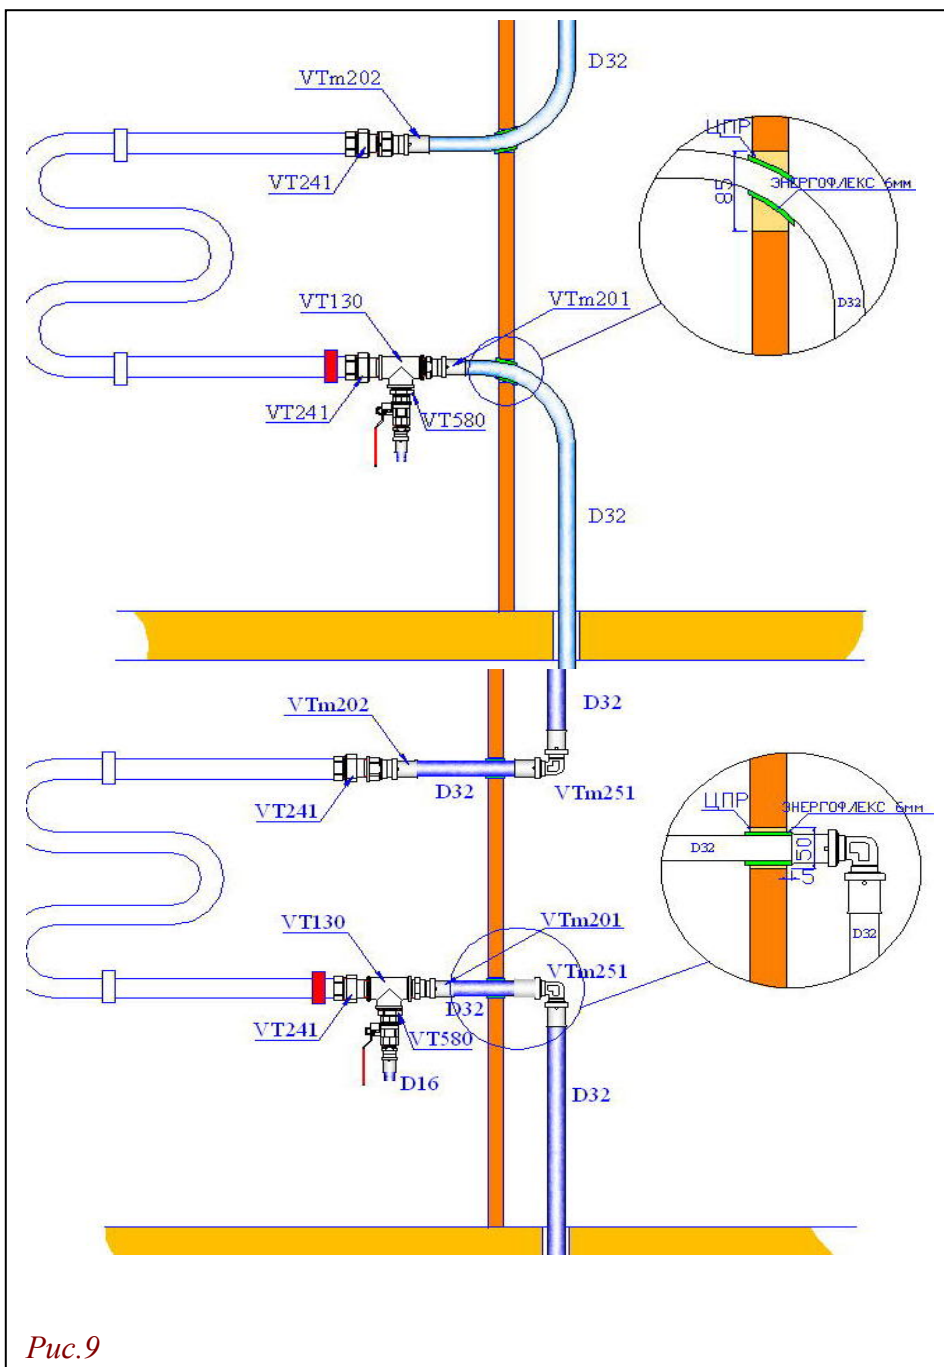 D32
VTm202
ЦПР
VT241
85
ЭНЕРГОФЛЕКС 6мм
VT130
VTm201
D32
VT241
VT580
D32
VTm202
D32
D32
VTm251
VT241
ЦПР
ЭНЕРГОФЛЕКС 6мм
D32
50
5
D32
VT130
VTm201
VTm251
D32
VT241
VT580
D16
D32
Рис.9